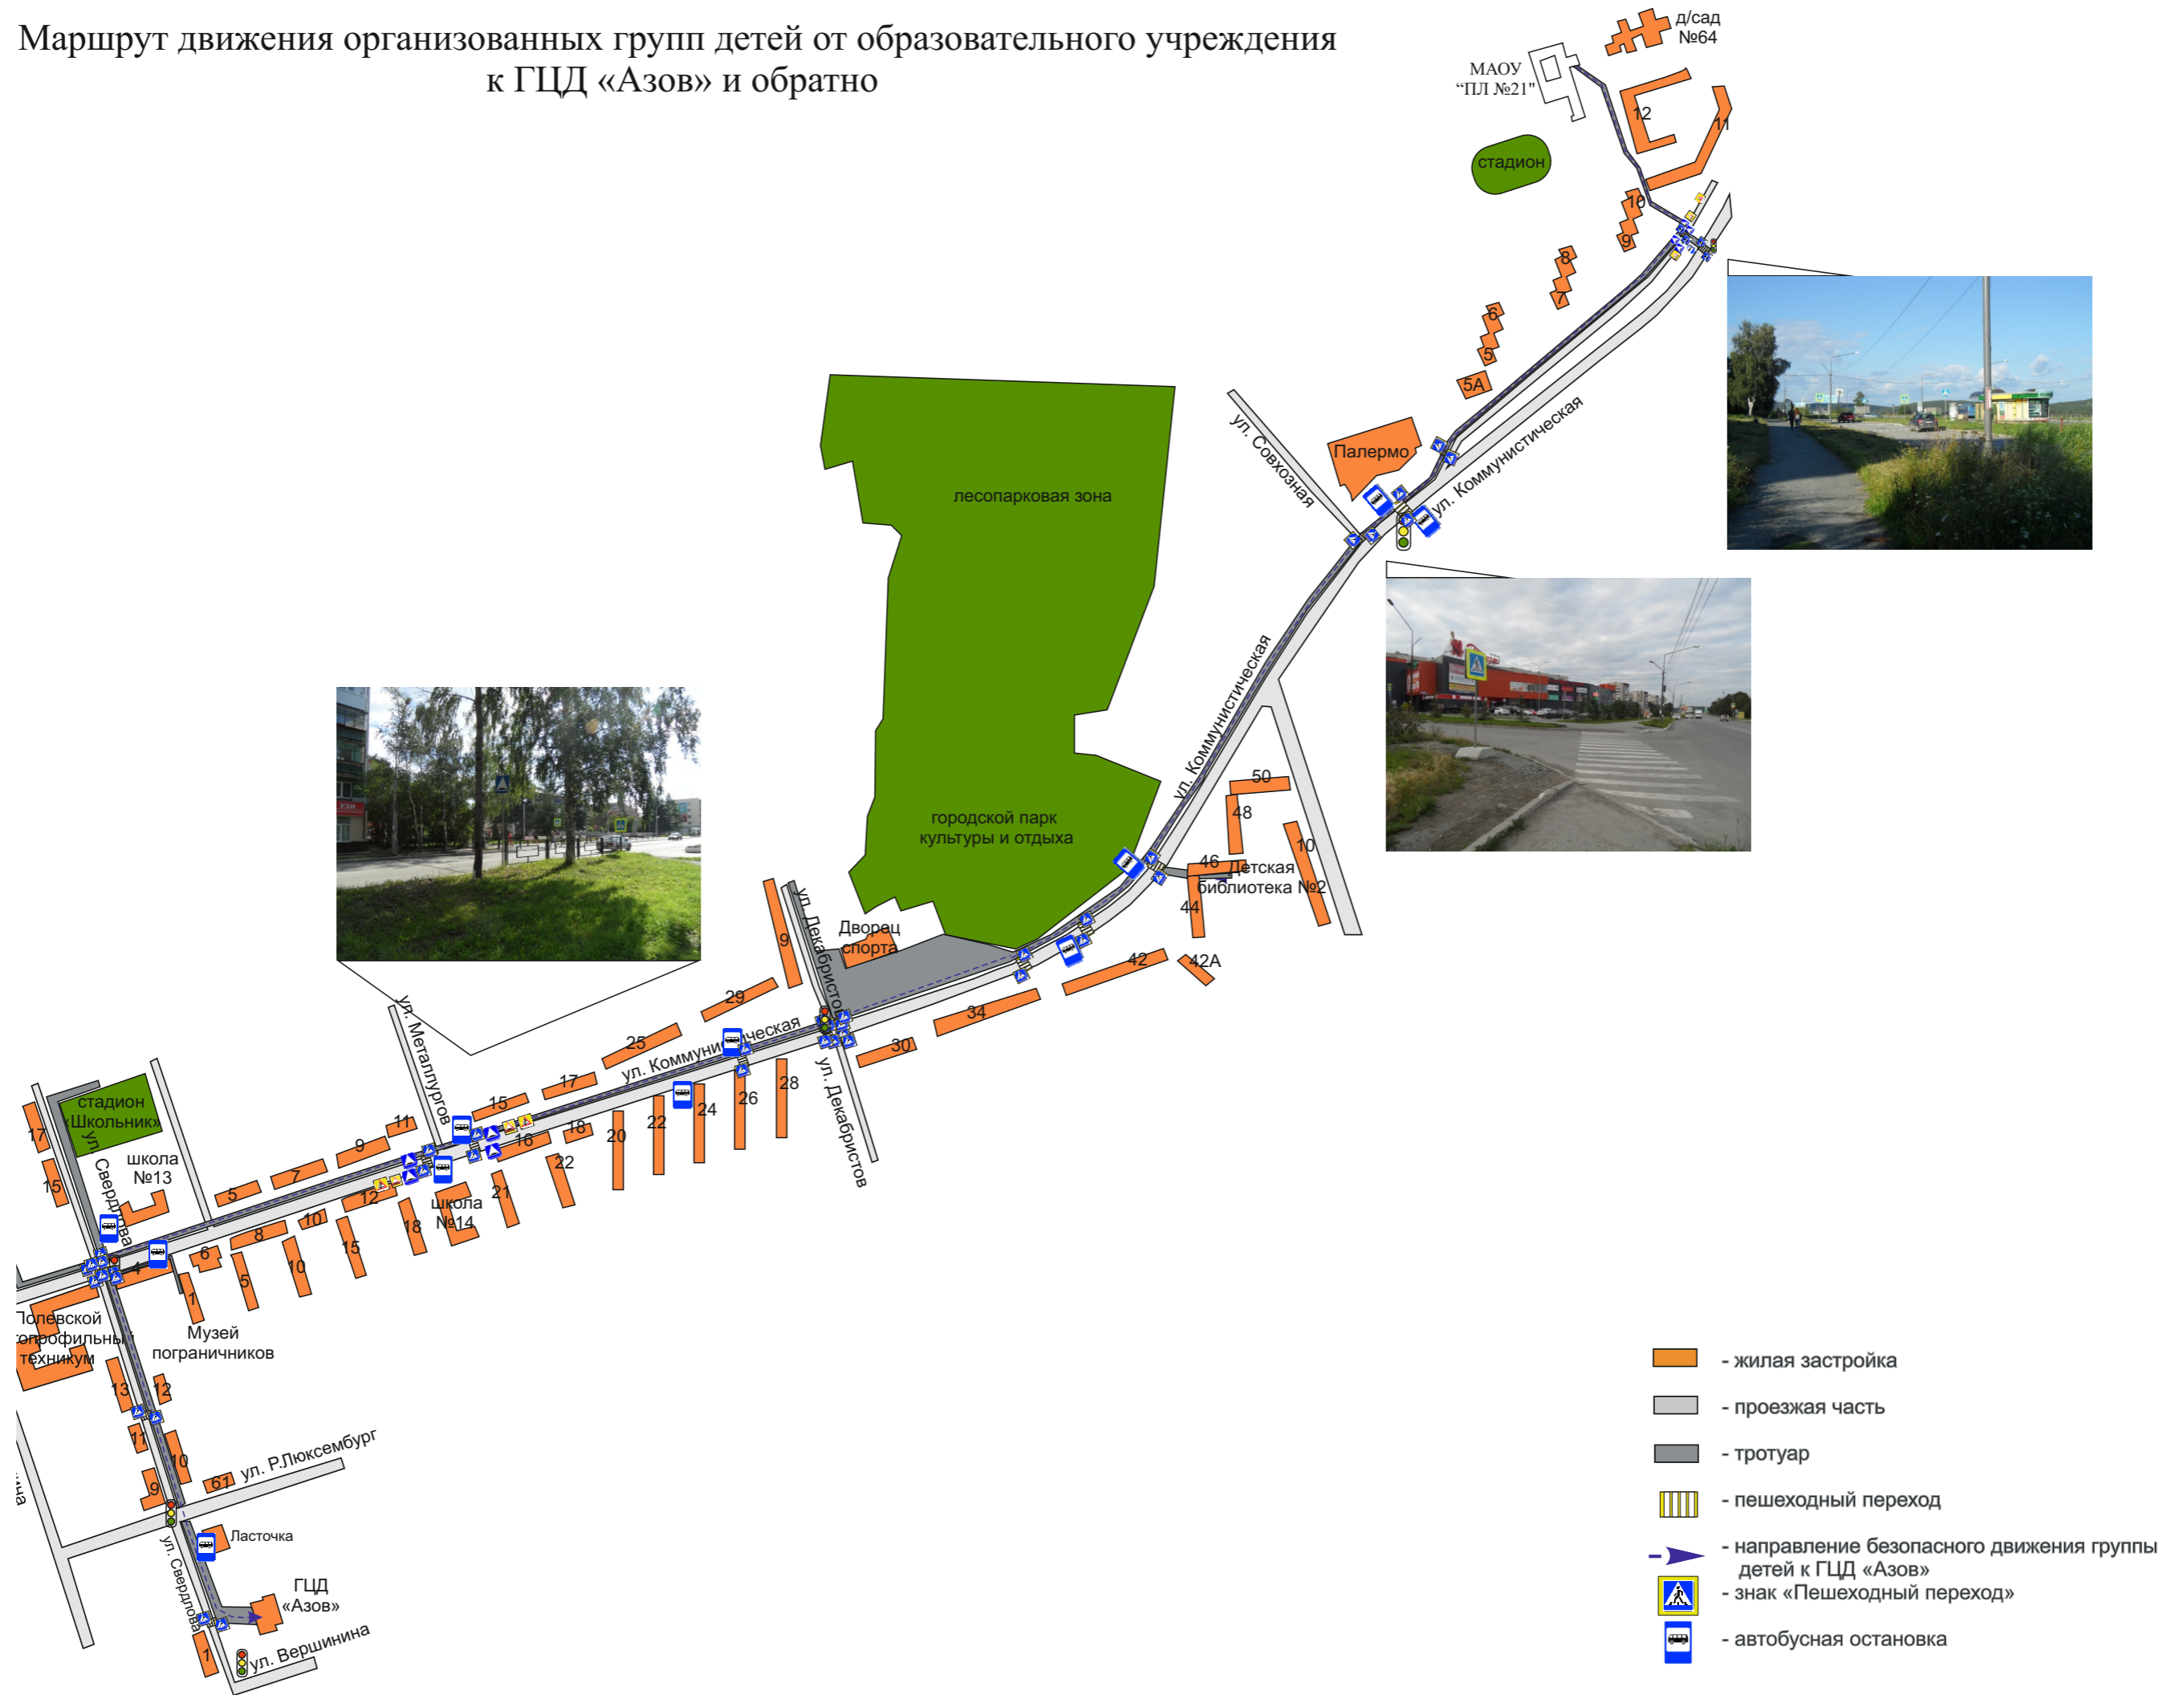 Маршрут движения организованных групп детей от образовательного учреждения
к ГЦД «Азов» и обратно
д/сад
№64
МАОУ
“ПЛ №21"
12
11
стадион
10
9
8
7
6
5
5А
ул. Совхозная
Палермо
ул. Коммунистическая
лесопарковая зона
ул. Коммунистическая
городской парк
культуры и отдыха
50
48
10
46
Детская
библиотека №2
44
42
42А
34
30
ул. Декабристов
Дворец
спорта
9
29
25
ул. Коммунистическая
ул. Декабристов
28
26
24
22
20
18
17
15
16
22
21
ул. Металлургов
11
9
7
5
12
10
8
6
4
школа
№14
18
15
10
5
1
стадион
«Школьник»
17
15
ул. Свердлова
школа
№13
УЗИ
Полевской
техникум
Музей
пограничников
13
12
11
10
9
61
ул. Р.Люксембург
Ласточка
ул. Свердлова
ГЦД
«Азов»
1
ул. Вершинина
- жилая застройка
- проезжая часть
- тротуар
- пешеходный переход
- направление безопасного движения группы
детей к ГЦД «Азов»
- знак «Пешеходный переход»
- автобусная остановка